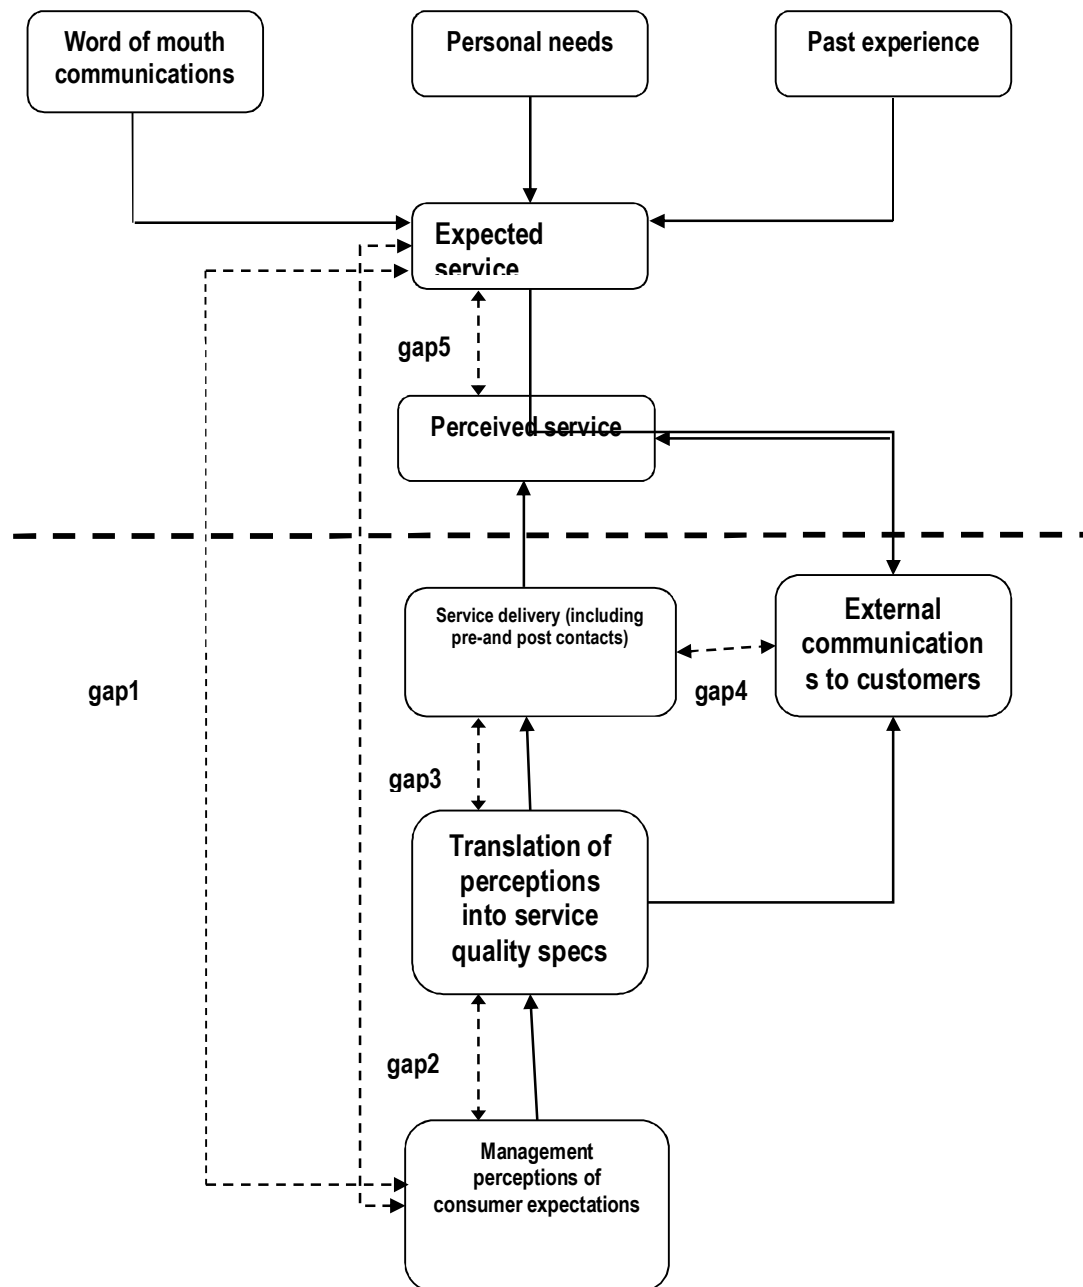 Word of mouth
communications
Personal needs
Past experience
Expected
service
gap5
Perceived service
Service delivery (including
pre-and post contacts)
External
communication
s to customers
gap1
gap4
gap3
Translation of
perceptions
into service
quality specs
gap2
Management
perceptions of
consumer expectations